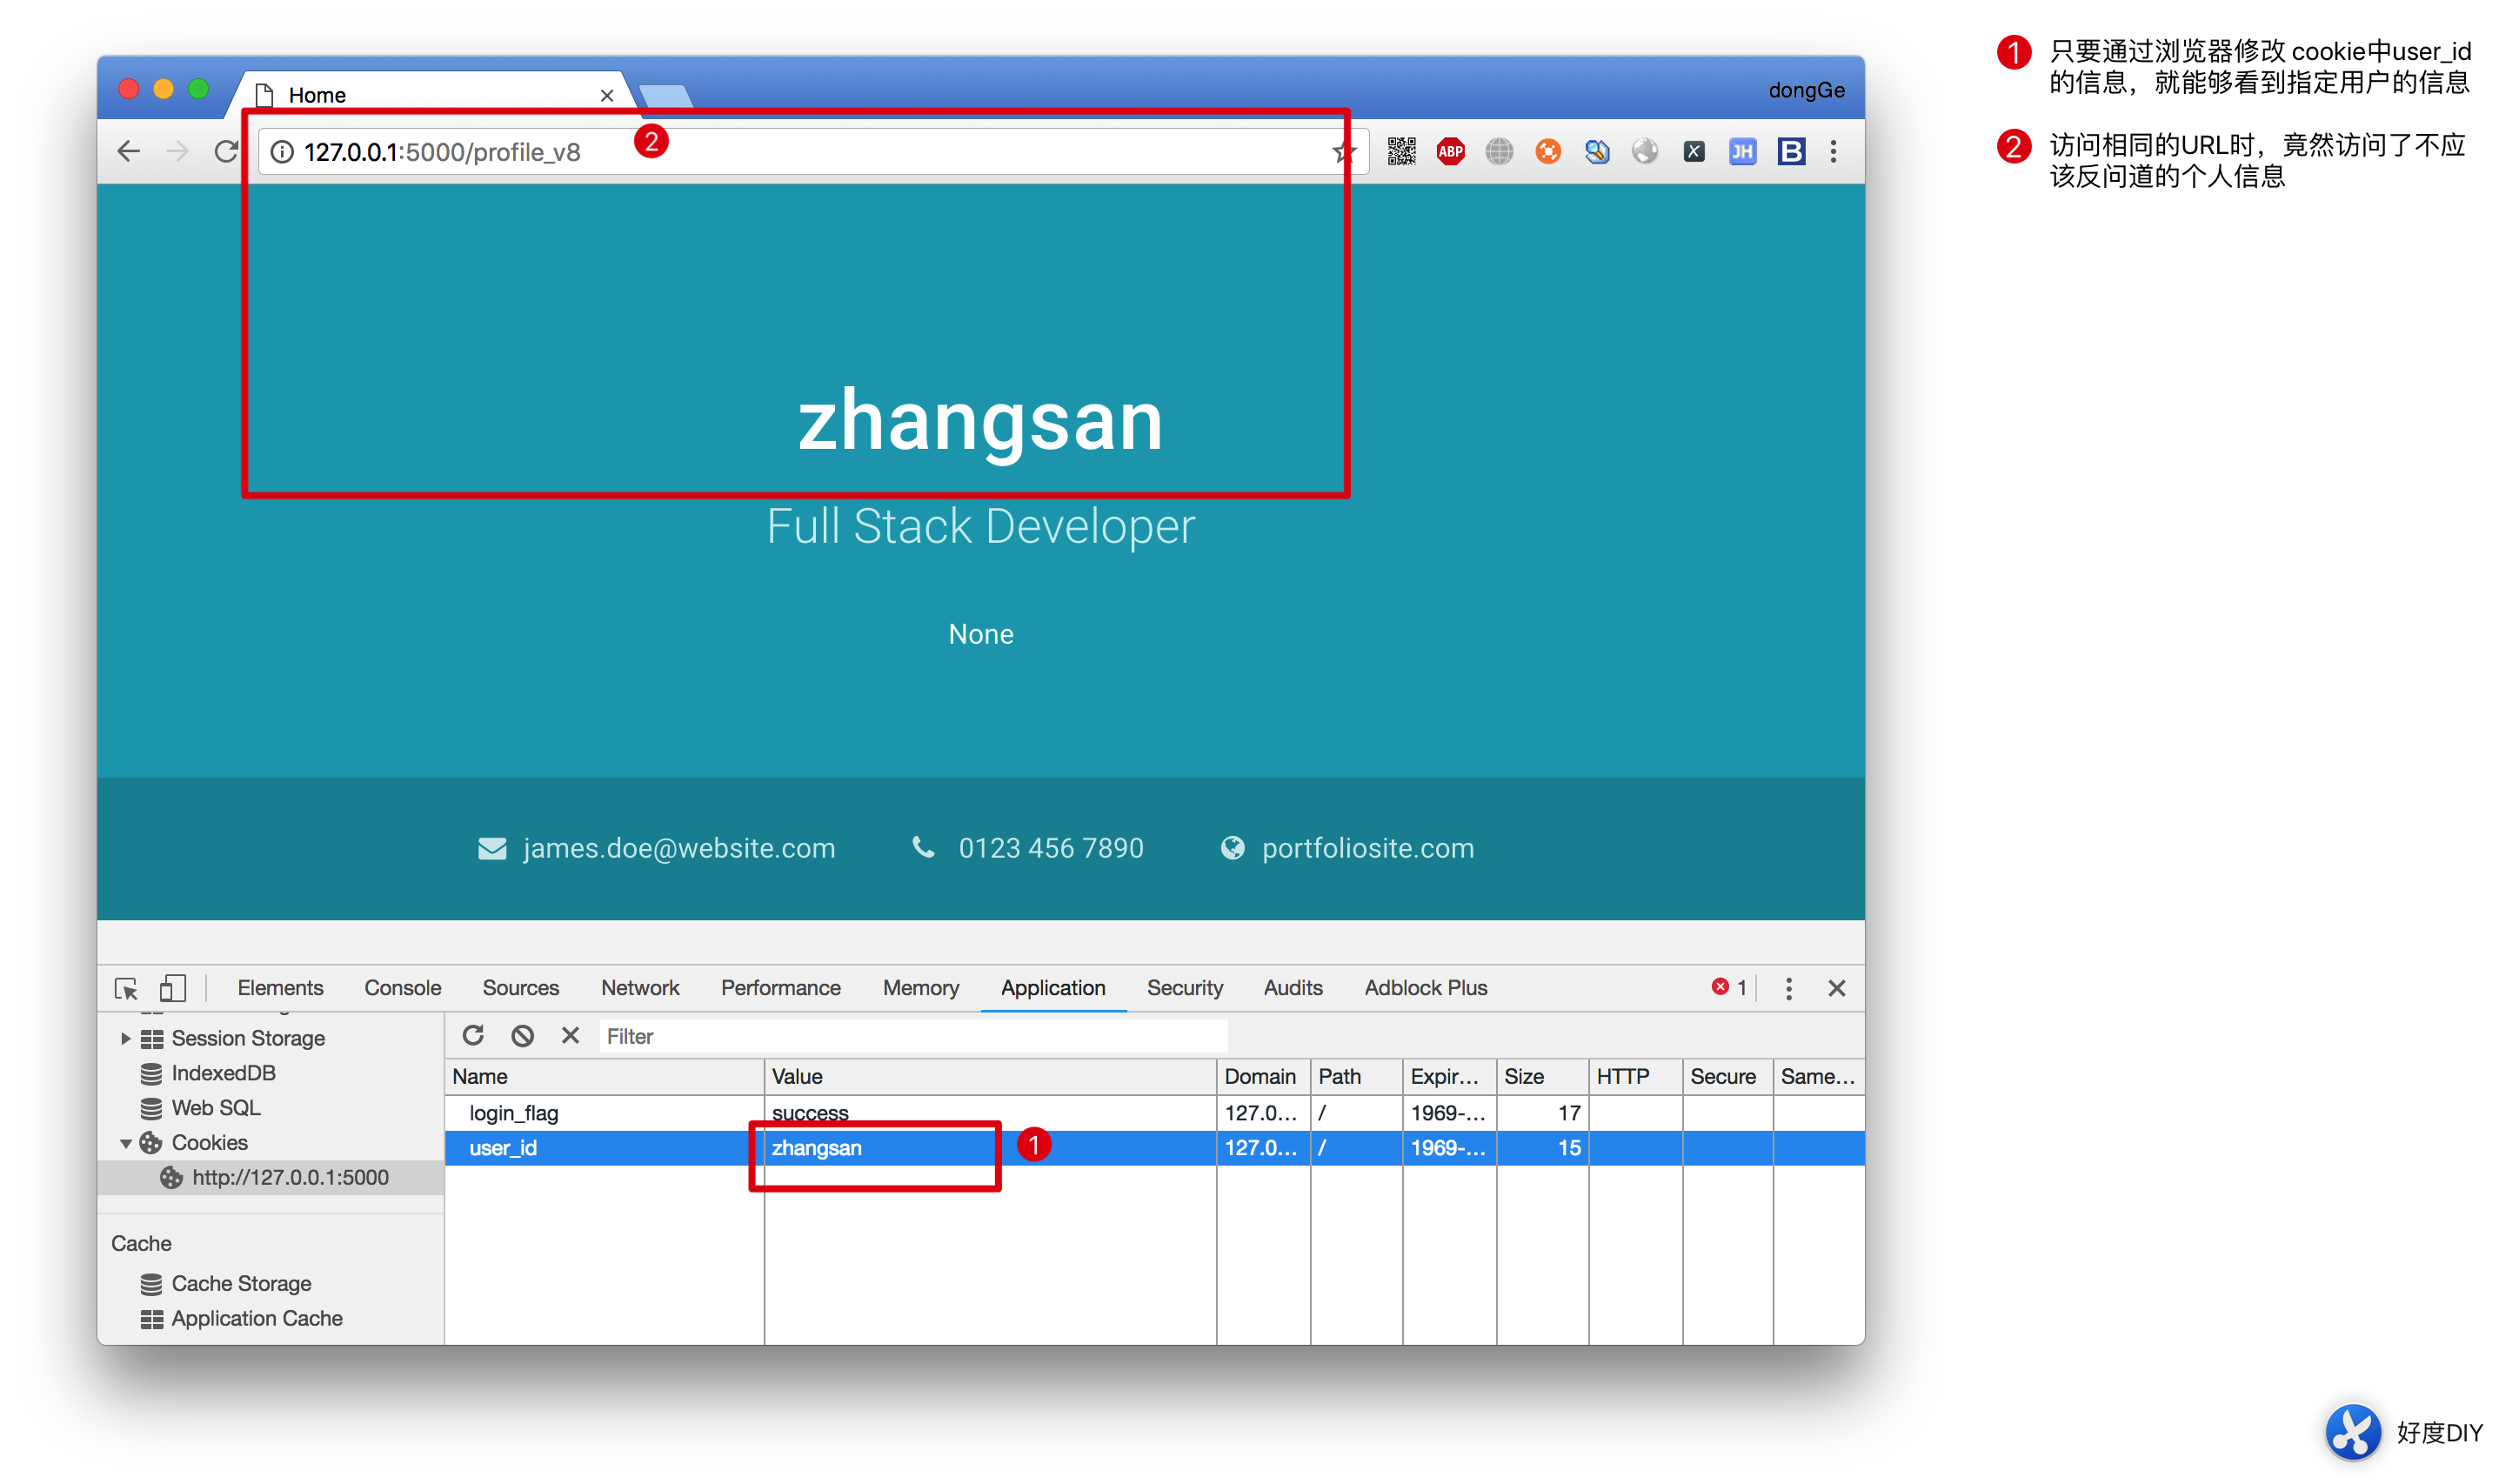 Home
dongGe
127.0.0.1:5000/profile_v8
2
ABP
X
JH
B
1 只要通过浏览器修改 cookie中user_id
的信息，就能够看到指定用户的信息
2 访问相同的URL时，竟然访问了不应
该反问道的个人信息
zhangsan
Full Stack Developer
None
james.doe@website.com 0123 456 7890 portfoliosite.com
Elements Console Sources Network Performance Memory Application Security Audits Adblock Plus 1
Session Storage
IndexedDB
Web SQL
Cookies
http://127.0.0.1:5000
Cache
Cache Storage
Application Cache
Filter
Name Value Domain Path Expir... Size HTTP Secure Same...
login_flag success 127.0... / 1969-... 17
user_id zhangsan 127.0... / 1969-... 15
1
好度DIY